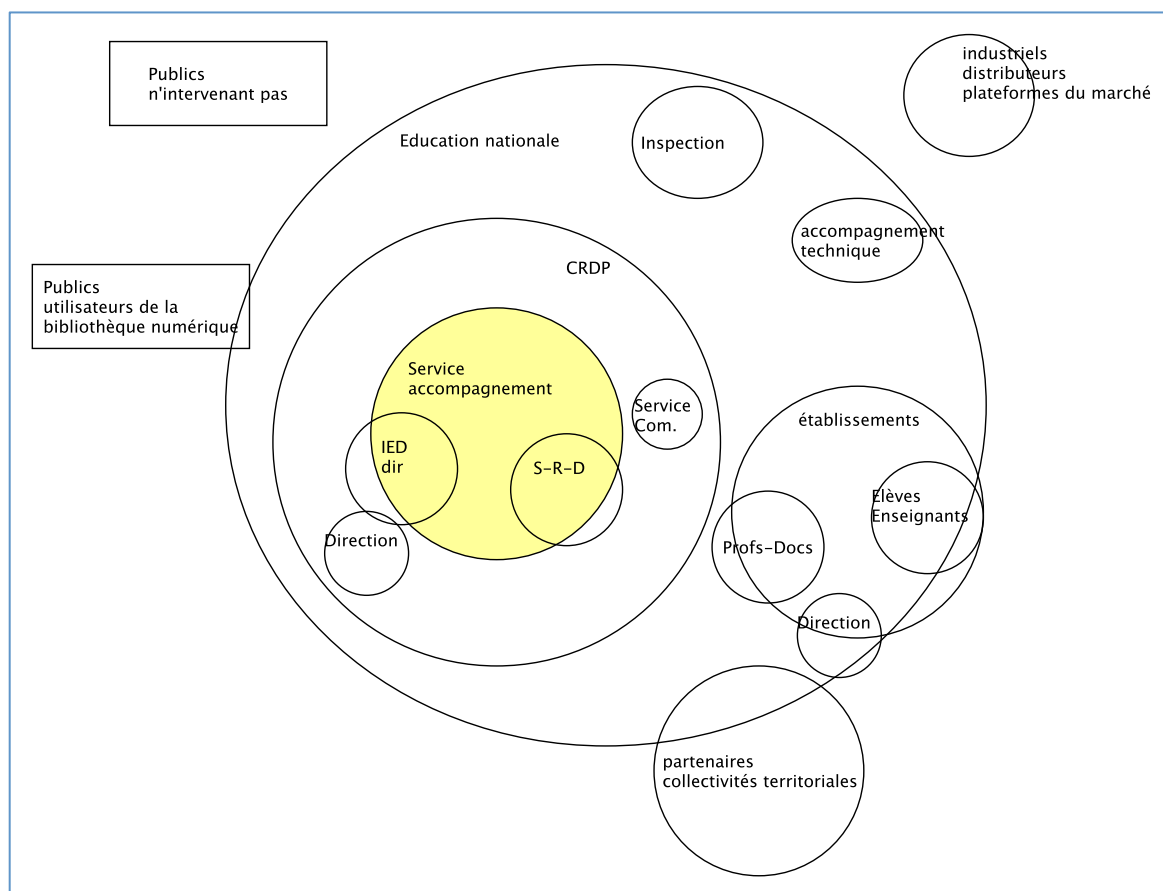 Publics
n'intervenant pas
industriels
distributeurs
plateformes du marché
Education nationale
Inspection
accompagnement
technique
CRDP
Publics
utilisateurs de la
bibliothèque numérique
Service
accompagnement
Service
Com.
établissements
IED
dir
S-R-D
Elèves
Enseignants
Direction
Profs-Docs
Direction
partenaires
collectivités territoriales